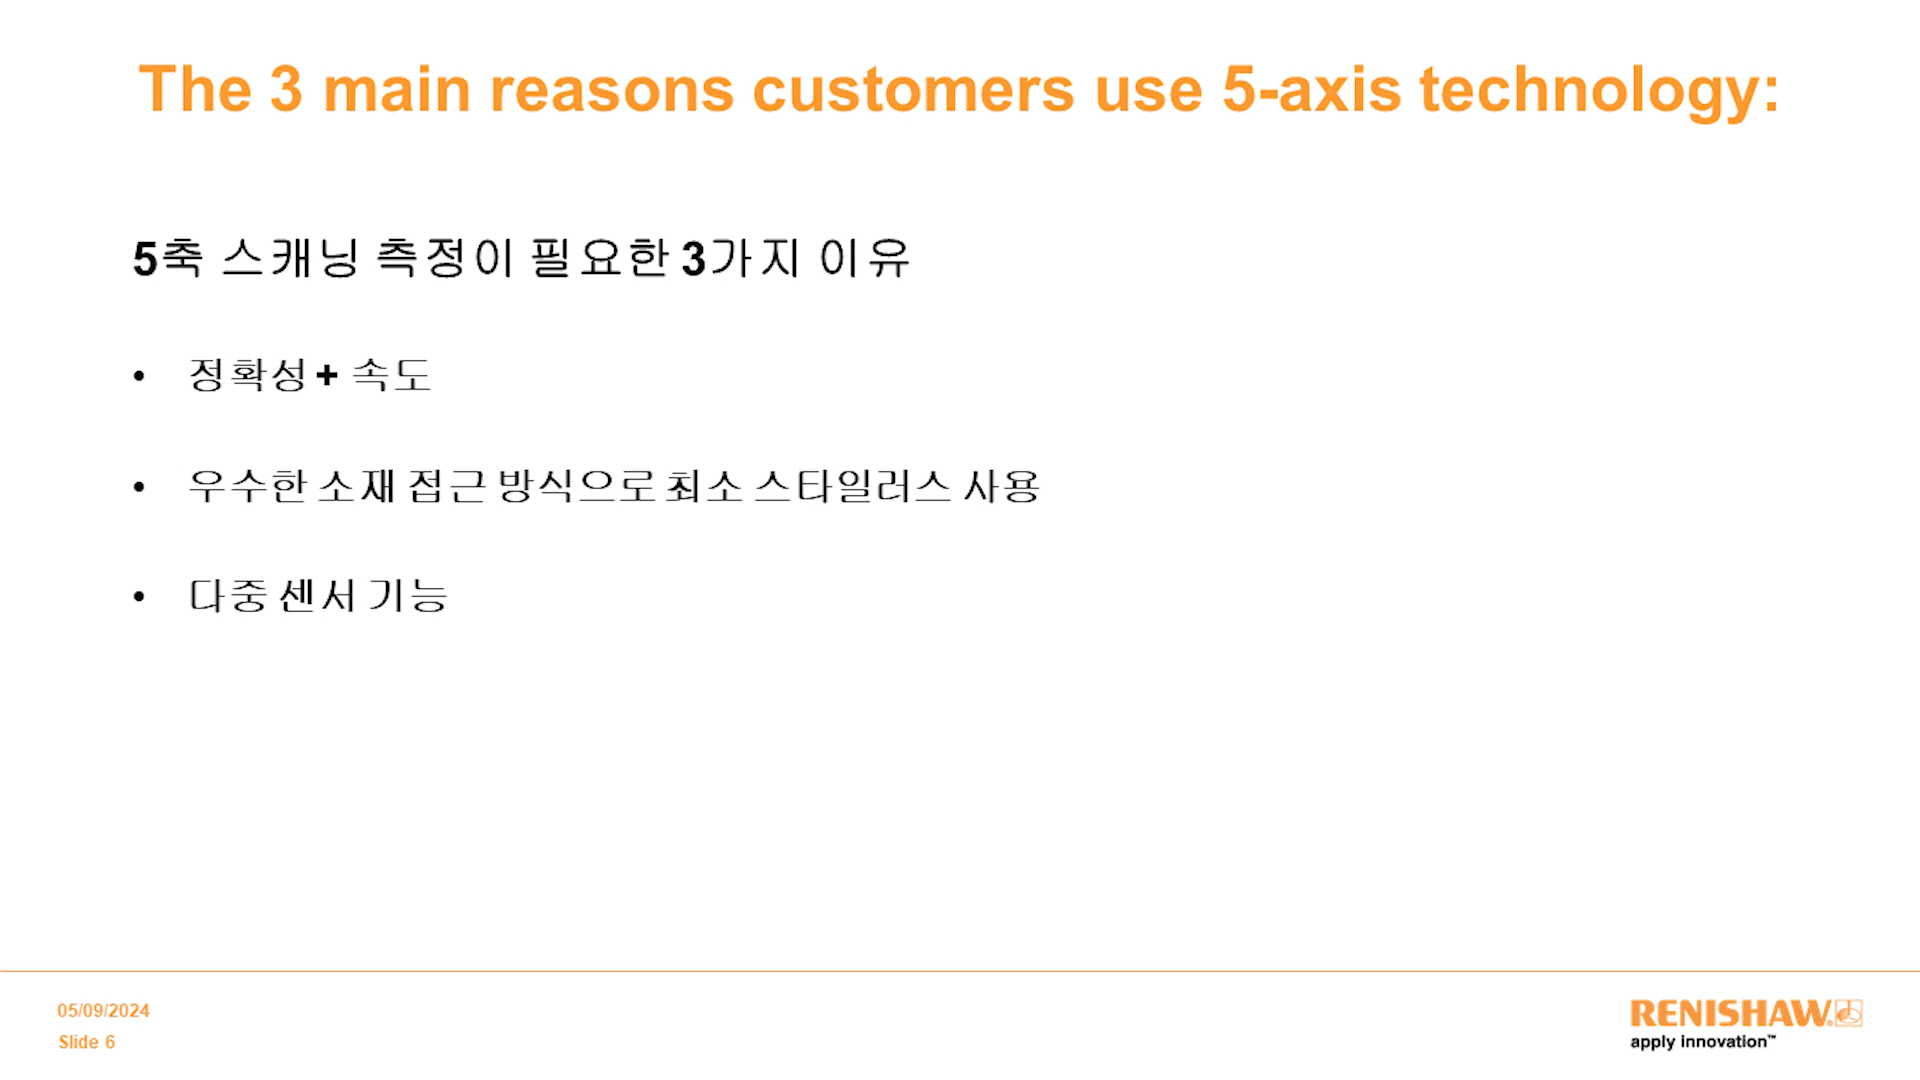 The 3 main reasons customers use 5-axis technology:
5축 스캐닝 측정이 필요한 3가지 이유
• 정확성 + 속도
• 우수한 소재 접근 방식으로 최소 스타일러스 사용
• 다중 센서 기능
05/09/2024
Slide 6
RENISHAW®
apply innovation™